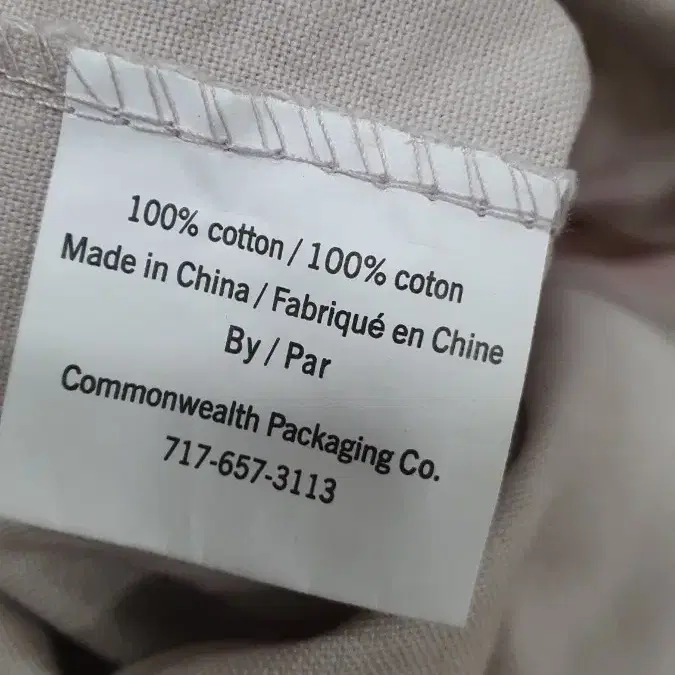 100% cotton / 100% coton
Made in China / Fabriqué en Chine
By / Par
Commonwealth Packaging Co.
717-657-3113